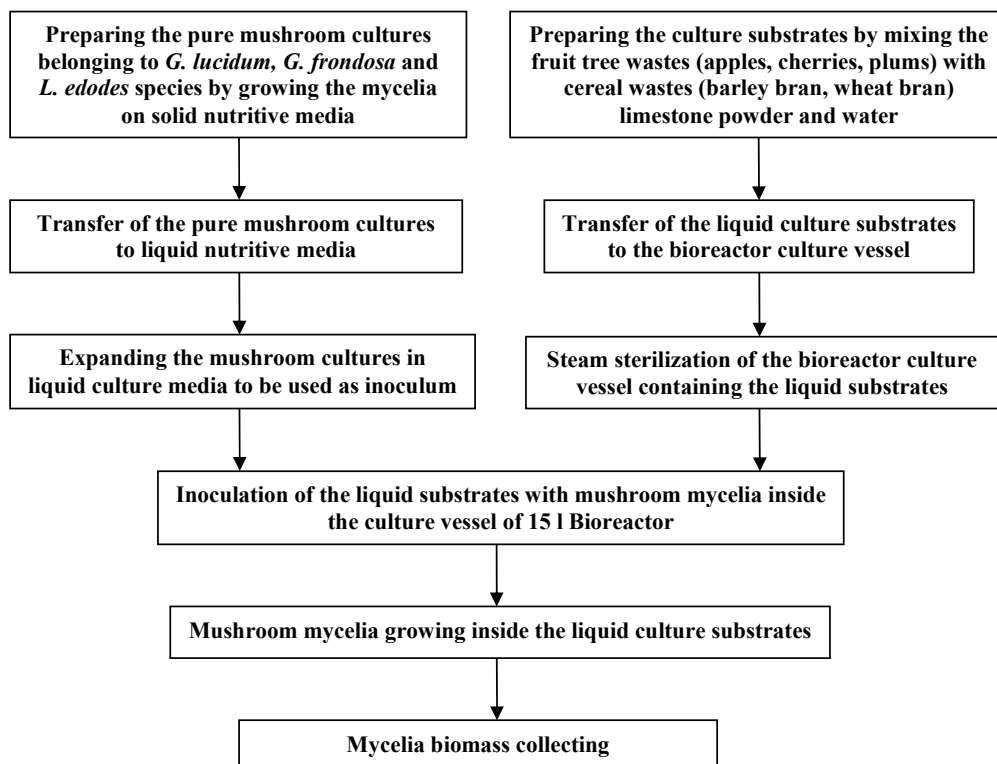 Preparing the pure mushroom cultures
belonging to G. lucidum, G. frondosa and
L. edodes species by growing the mycelia
on solid nutritive media
Preparing the culture substrates by mixing the
fruit tree wastes (apples, cherries, plums) with
cereal wastes (barley bran, wheat bran)
limestone powder and water
Transfer of the pure mushroom cultures
to liquid nutritive media
Transfer of the liquid culture substrates
to the bioreactor culture vessel
Expanding the mushroom cultures in
liquid culture media to be used as inoculum
Steam sterilization of the bioreactor culture
vessel containing the liquid substrates
Inoculation of the liquid substrates with mushroom mycelia inside
the culture vessel of 15 l Bioreactor
Mushroom mycelia growing inside the liquid culture substrates
Mycelia biomass collecting